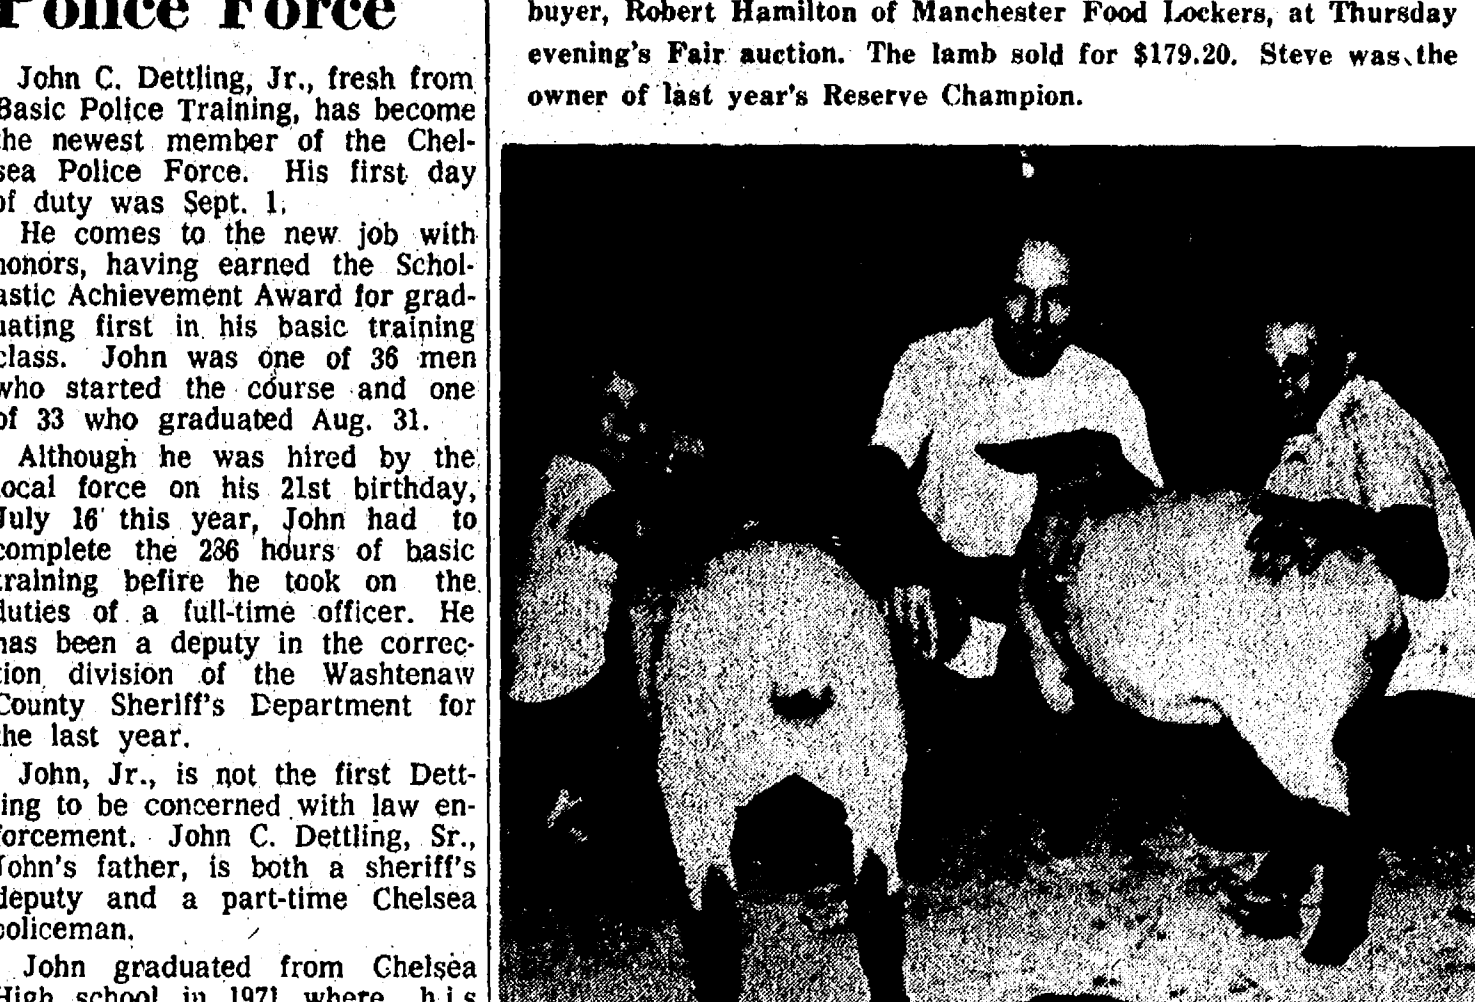 Police Force
John C. Dettling, Jr., fresh from
Basic Police Training, has become
the newest member of the Chel-
sea Police Force. His first day
of duty was Sept. 1.
He comes to the new job with
honors, having earned the Schol-
astic Achievement Award for grad-
uating first in his basic training
class. John was one of 36 men
who started the course and one
of 33 who graduated Aug. 31.
Although he was hired by the
local force on his 21st birthday,
July 16 this year, John had to
complete the 286 hours of basic
training befire he took on the
duties of a full-time officer. He
has been a deputy in the correc-
tion division of the Washtenaw
County Sheriff's Department for
the last year.
John, Jr., is not the first Dett-
ling to be concerned with law en-
forcement. John C. Dettling, Sr.,
John's father, is both a sheriff's
deputy and a part-time Chelsea
policeman.
John graduated from Chelsea
High school in 1971 where his
buyer, Robert Hamilton of Manchester Food Lockers, at Thursday
evening's Fair auction. The lamb sold for $179.20. Steve was the
owner of last year's Reserve Champion.